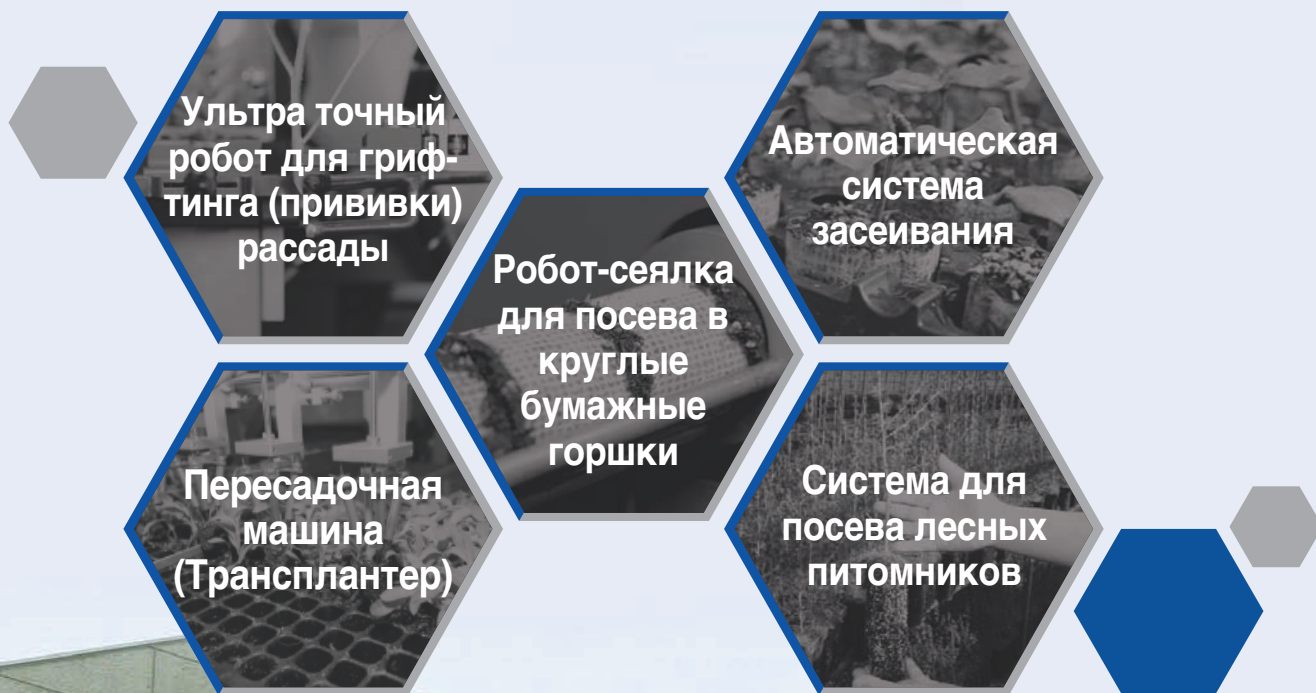 Ультра точный
робот для гриф-
тинга (прививки)
рассады
Автоматическая
система
засеивания
Робот-сеялка
для посева в
круглые
бумажные
горшки
Пересадочная
машина
(Трансплантер)
Система для
посева лесных
питомников